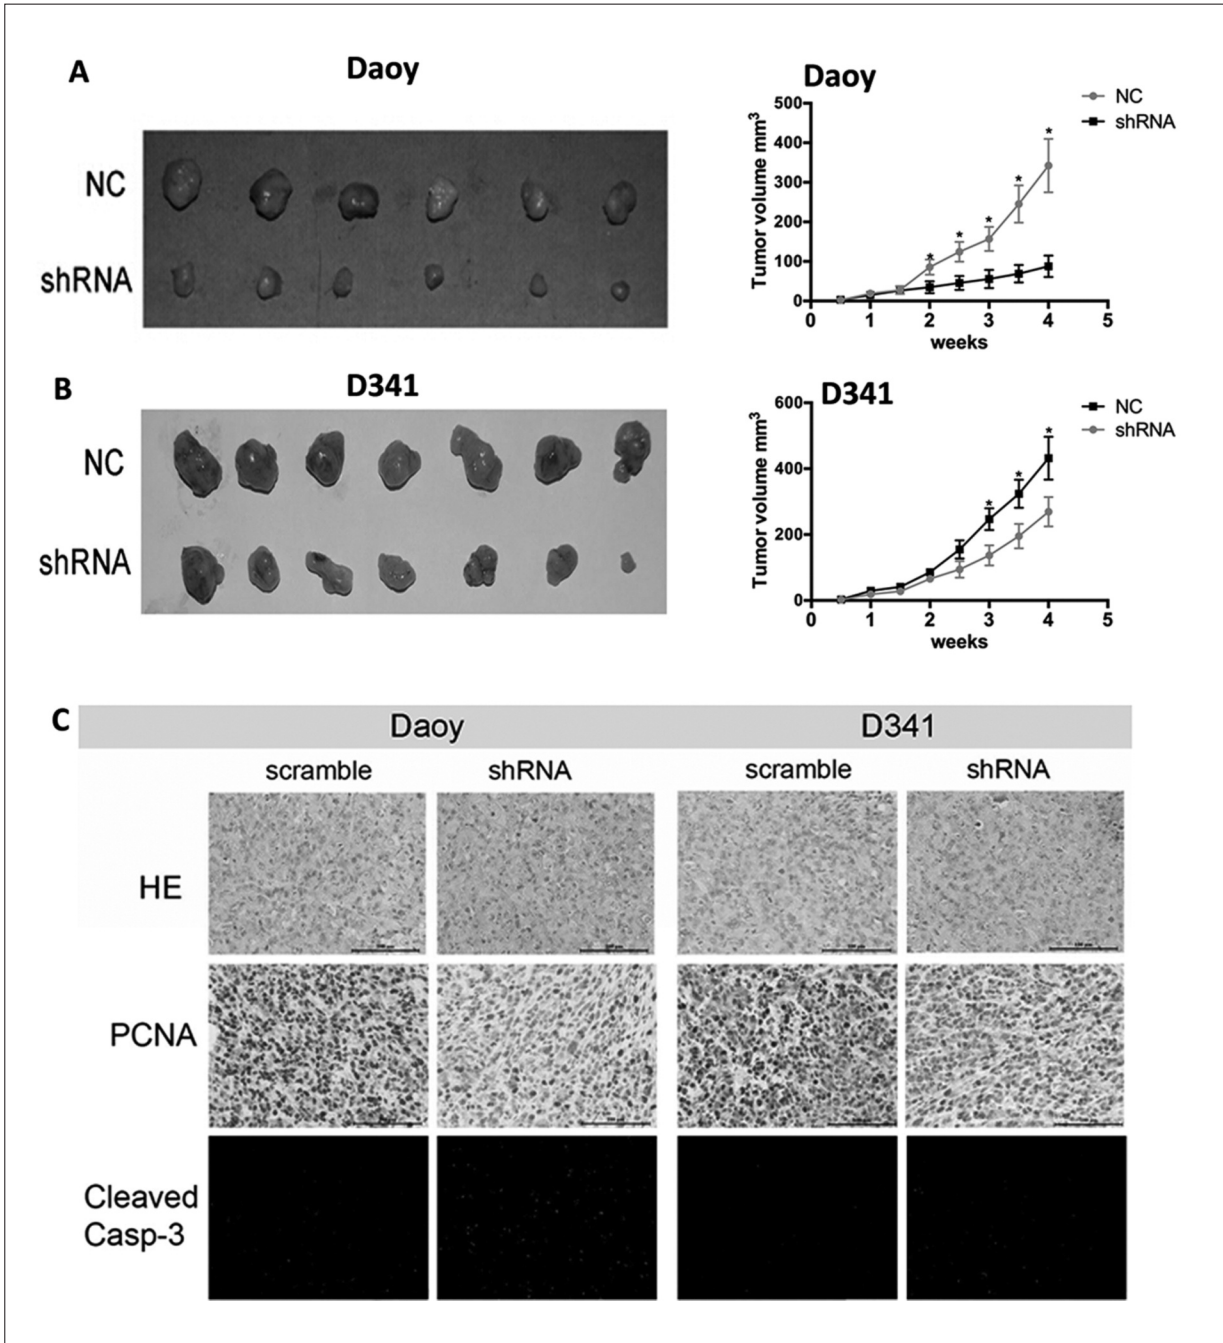 A
Daoy
NC
shRNA
Daoy
NC
shRNA
Tumor volume mm³
500
400
300
200
100
0
0 1 2 3 4 5
weeks
* * * * *
B
D341
NC
shRNA
D341
NC
shRNA
Tumor volume mm³
600
400
200
0
0 1 2 3 4 5
weeks
* * *
C
Daoy D341
scramble shRNA scramble shRNA
HE
PCNA
Cleaved
Casp-3